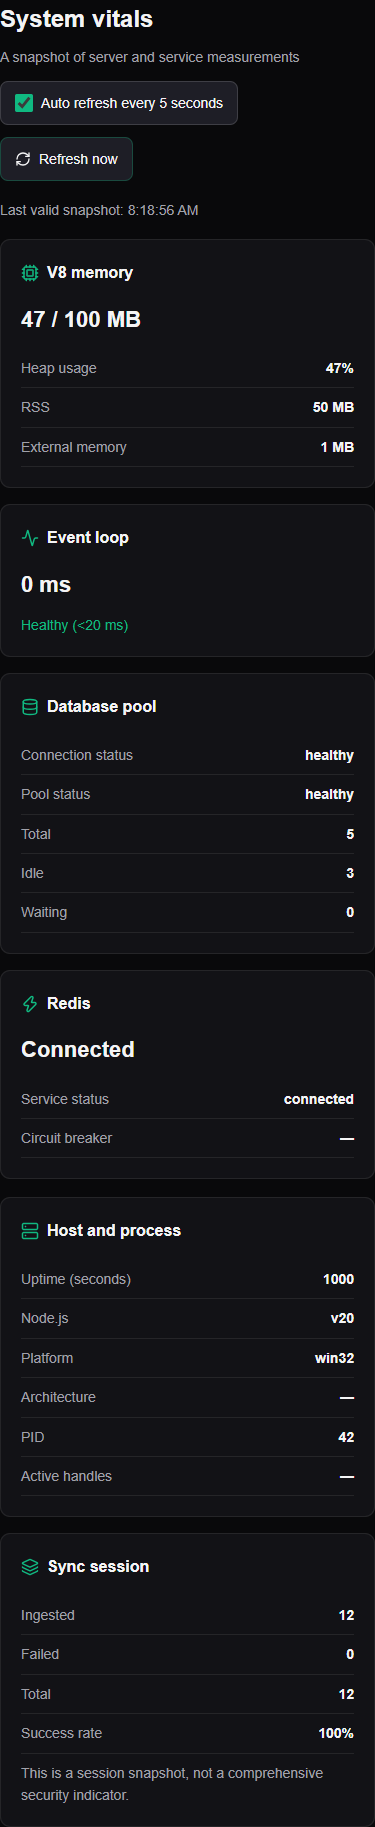 System vitals
A snapshot of server and service measurements
Auto refresh every 5 seconds
Refresh now
Last valid snapshot: 8:18:56 AM
V8 memory
47 / 100 MB
Heap usage 47%
RSS 50 MB
External memory 1 MB
Event loop
0 ms
Healthy (<20 ms)
Database pool
Connection status healthy
Pool status healthy
Total 5
Idle 3
Waiting 0
Redis
Connected
Service status connected
Circuit breaker —
Host and process
Uptime (seconds) 1000
Node.js v20
Platform win32
Architecture —
PID 42
Active handles —
Sync session
Ingested 12
Failed 0
Total 12
Success rate 100%
This is a session snapshot, not a comprehensive
security indicator.